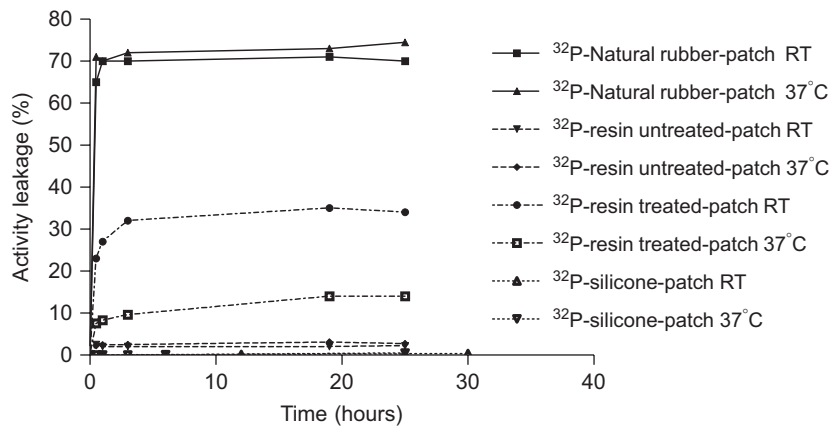 Activity leakage (%)
80
70
60
50
40
30
20
10
0
0 10 20 30 40
Time (hours)
³²P-Natural rubber-patch RT
³²P-Natural rubber-patch 37°C
³²P-resin untreated-patch RT
³²P-resin untreated-patch 37°C
³²P-resin treated-patch RT
³²P-resin treated-patch 37°C
³²P-silicone-patch RT
³²P-silicone-patch 37°C